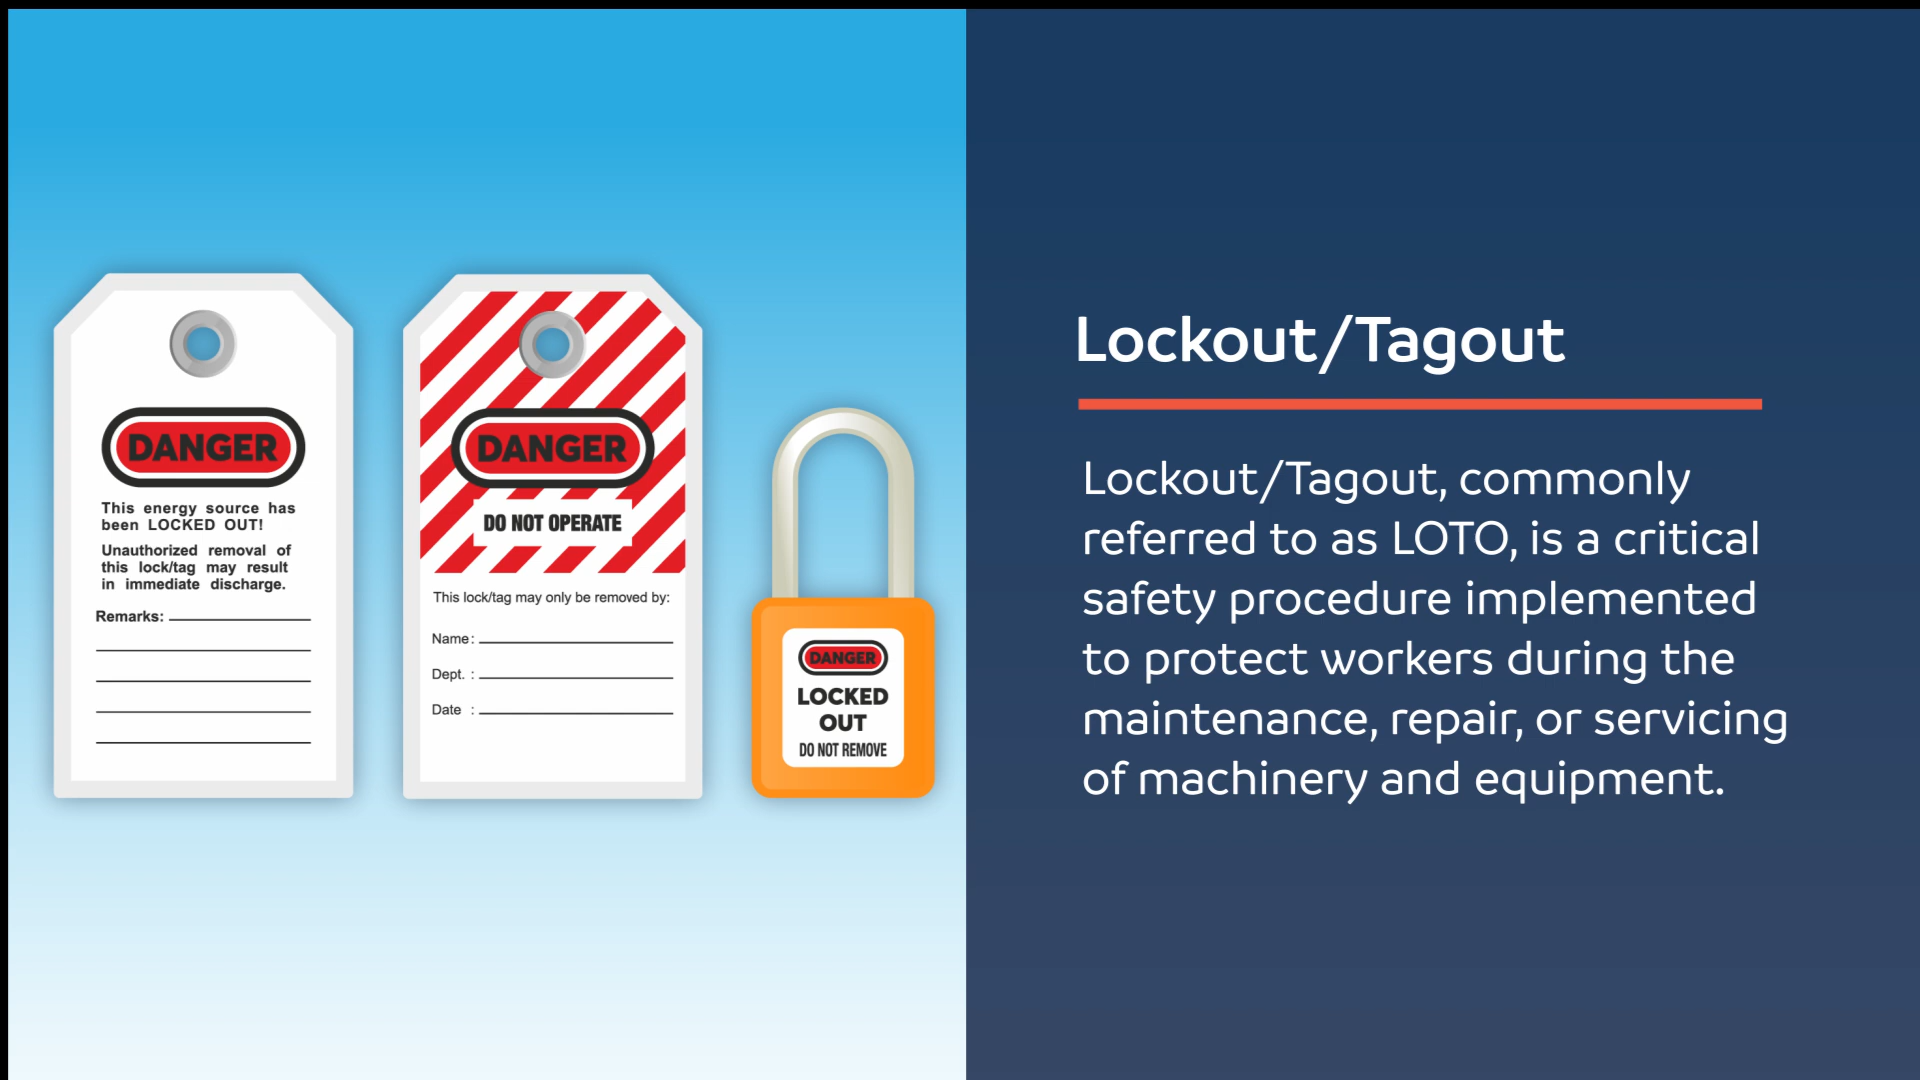 DANGER
This energy source has
been LOCKED OUT!
Unauthorized removal of
this lock/tag may result
in immediate discharge.
Remarks:
DANGER
DO NOT OPERATE
This lock/tag may only be removed by:
Name:
Dept. :
Date :
DANGER
LOCKED
OUT
DO NOT REMOVE
Lockout/Tagout
Lockout/Tagout, commonly
referred to as LOTO, is a critical
safety procedure implemented
to protect workers during the
maintenance, repair, or servicing
of machinery and equipment.